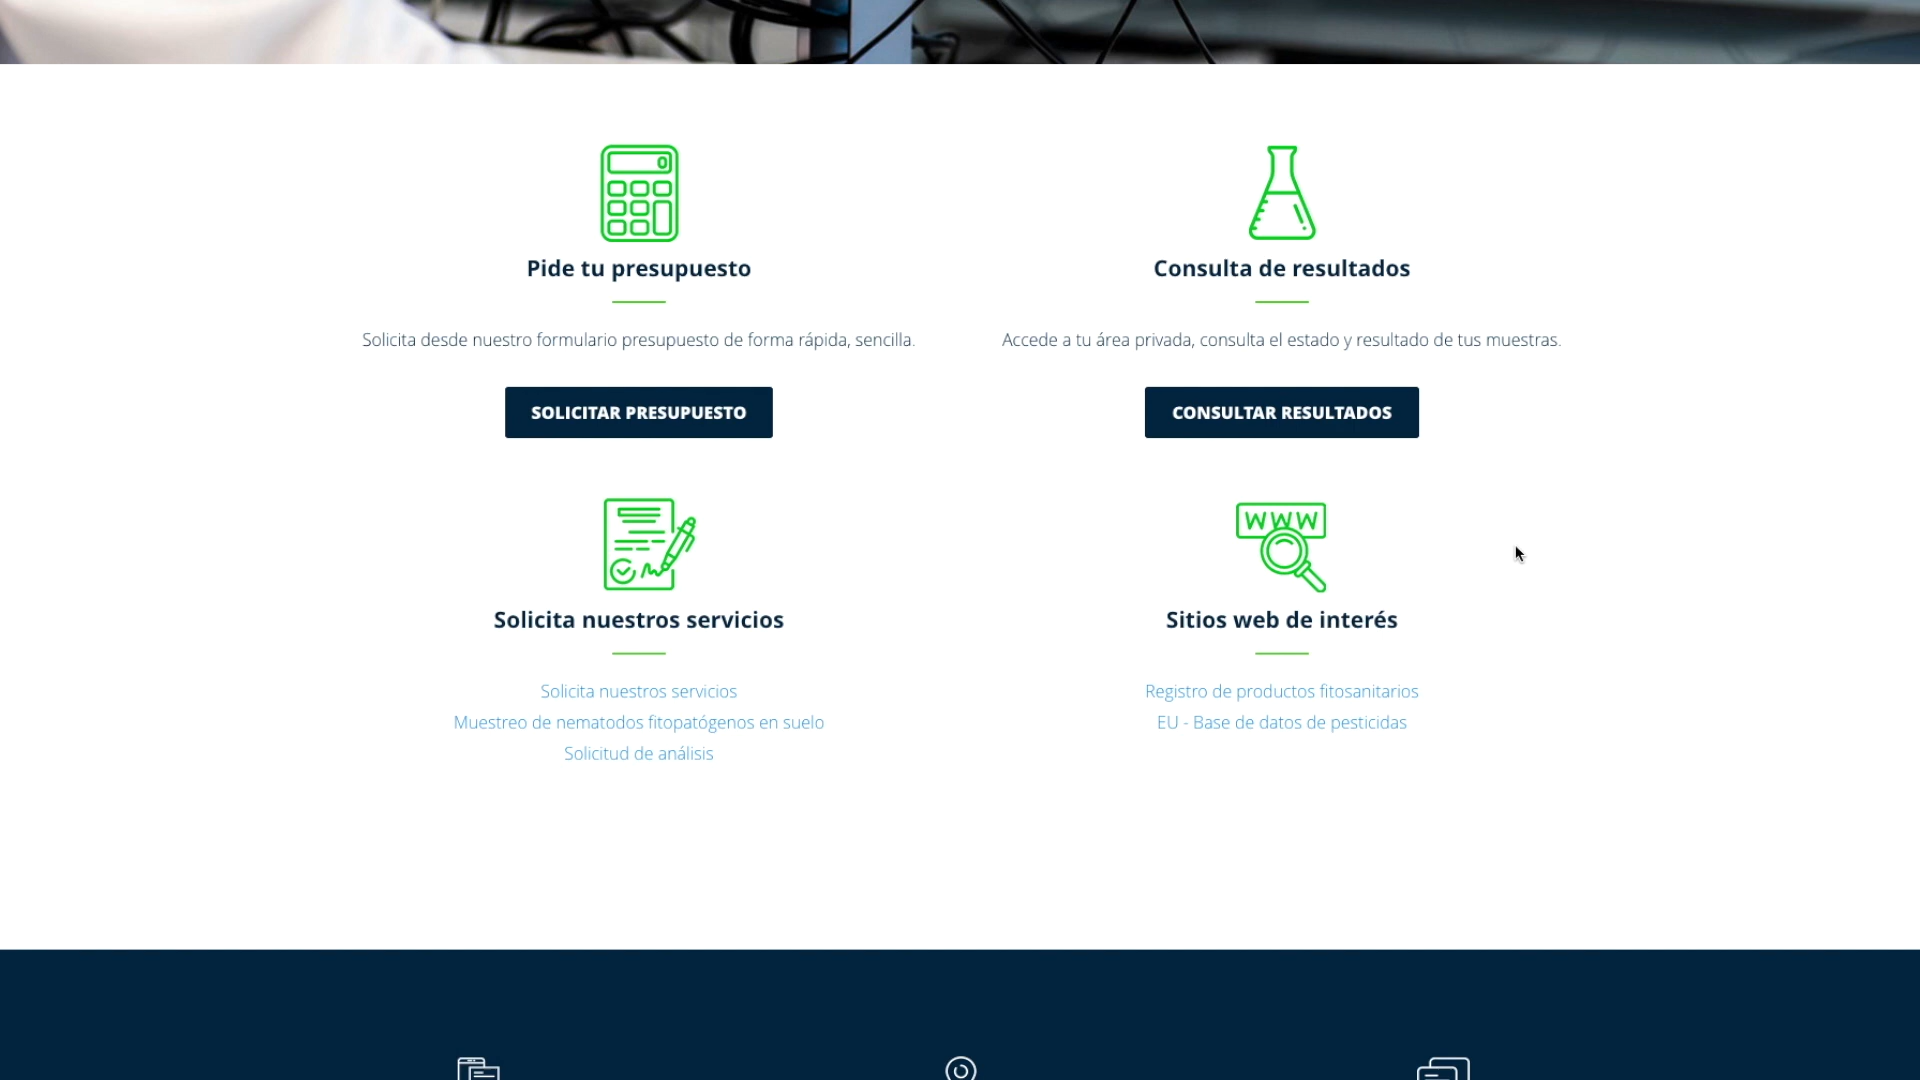 Pide tu presupuesto
Solicita desde nuestro formulario presupuesto de forma rápida, sencilla.
SOLICITAR PRESUPUESTO
Consulta de resultados
Accede a tu área privada, consulta el estado y resultado de tus muestras.
CONSULTAR RESULTADOS
Solicita nuestros servicios
Solicita nuestros servicios
Muestreo de nematodos fitopatógenos en suelo
Solicitud de análisis
WWW
Sitios web de interés
Registro de productos fitosanitarios
EU - Base de datos de pesticidas